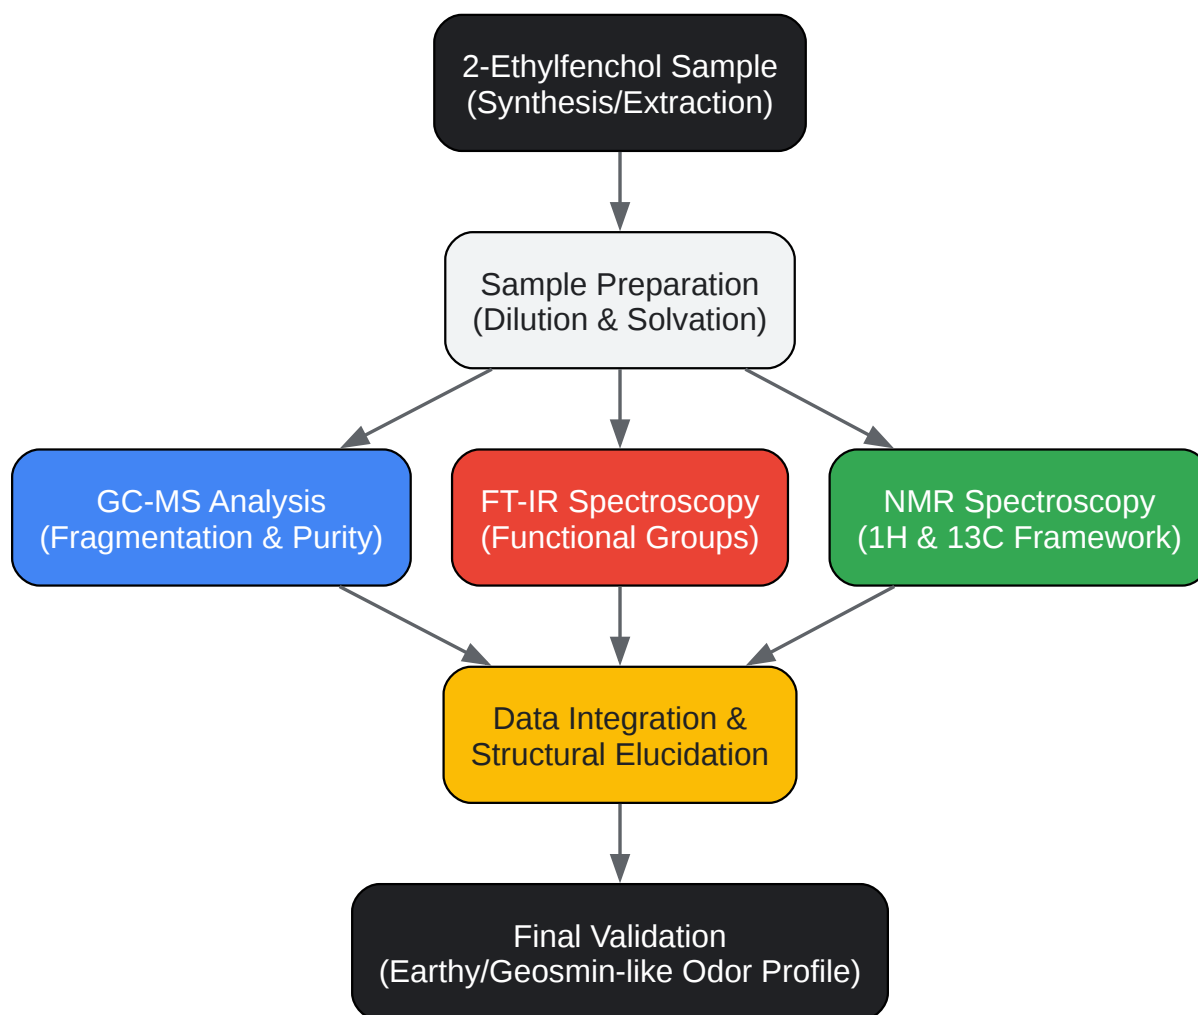 2-Ethylfenchol Sample
(Synthesis/Extraction)
Sample Preparation
(Dilution & Solvation)
GC-MS Analysis
(Fragmentation & Purity)
FT-IR Spectroscopy
(Functional Groups)
NMR Spectroscopy
(1H & 13C Framework)
Data Integration &
Structural Elucidation
Final Validation
(Earthy/Geosmin-like Odor Profile)